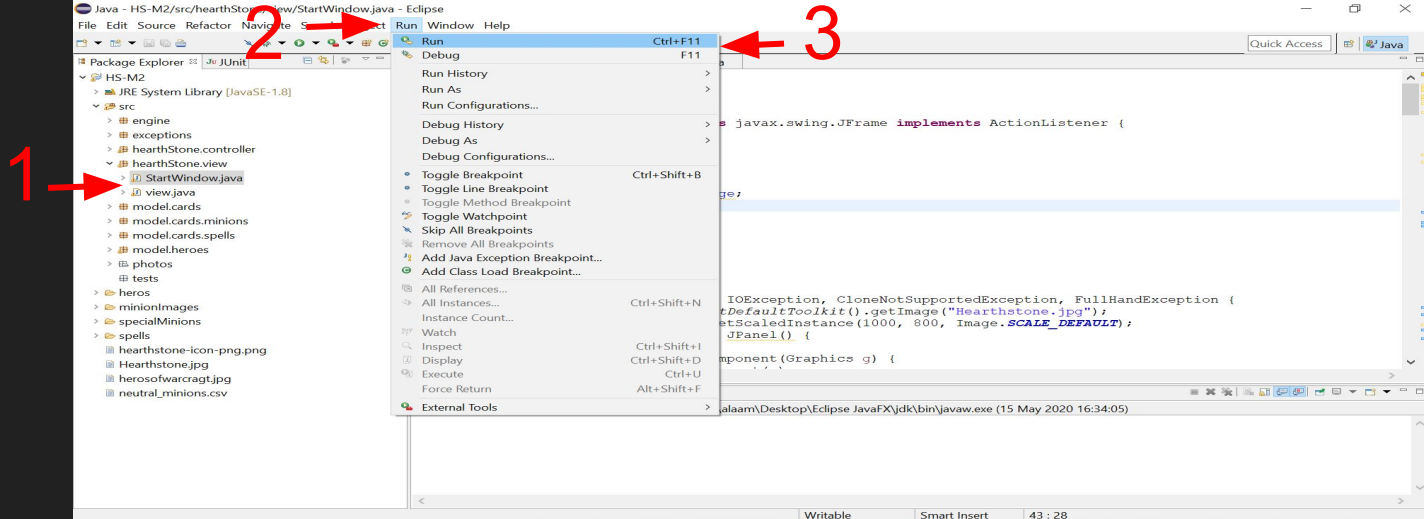 Java - HS-M2/src/hearthStone/view/StartWindow.java - Eclipse
File Edit Source Refactor Navigate Run Window Help
2
3
Quick Access
Java
Package Explorer
JUnit
HS-M2
JRE System Library [JavaSE-1.8]
src
engine
exceptions
hearthStone.controller
hearthStone.view
1
StartWindow.java
view.java
model.cards
model.cards.minions
model.cards.spells
model.heroes
photos
tests
heros
minionImages
specialMinions
spells
hearthstone-icon-png.png
Hearthstone.jpg
herosofwarcragt.jpg
neutral_minions.csv
Run Ctrl+F11
Debug F11
Run History
Run As
Run Configurations...
Debug History
Debug As
Debug Configurations...
Toggle Breakpoint Ctrl+Shift+B
Toggle Line Breakpoint
Toggle Method Breakpoint
Toggle Watchpoint
Skip All Breakpoints
Remove All Breakpoints
Add Java Exception Breakpoint...
Add Class Load Breakpoint...
All References...
All Instances... Ctrl+Shift+N
Instance Count...
Watch
Inspect Ctrl+Shift+I
Display Ctrl+Shift+D
Execute Ctrl+U
Force Return Alt+Shift+F
External Tools
s javax.swing.JFrame implements ActionListener {
ge;
IOException, CloneNotSupportedException, FullHandException {
tDefaultToolkit().getImage("Hearthstone.jpg");
etScaledInstance(1000, 800, Image.SCALE_DEFAULT);
JPanel() {
mponent(Graphics g) {
alaam\Desktop\Eclipse JavaFX\jdk\bin\javaw.exe (15 May 2020 16:34:05)
Writable Smart Insert 43 : 28